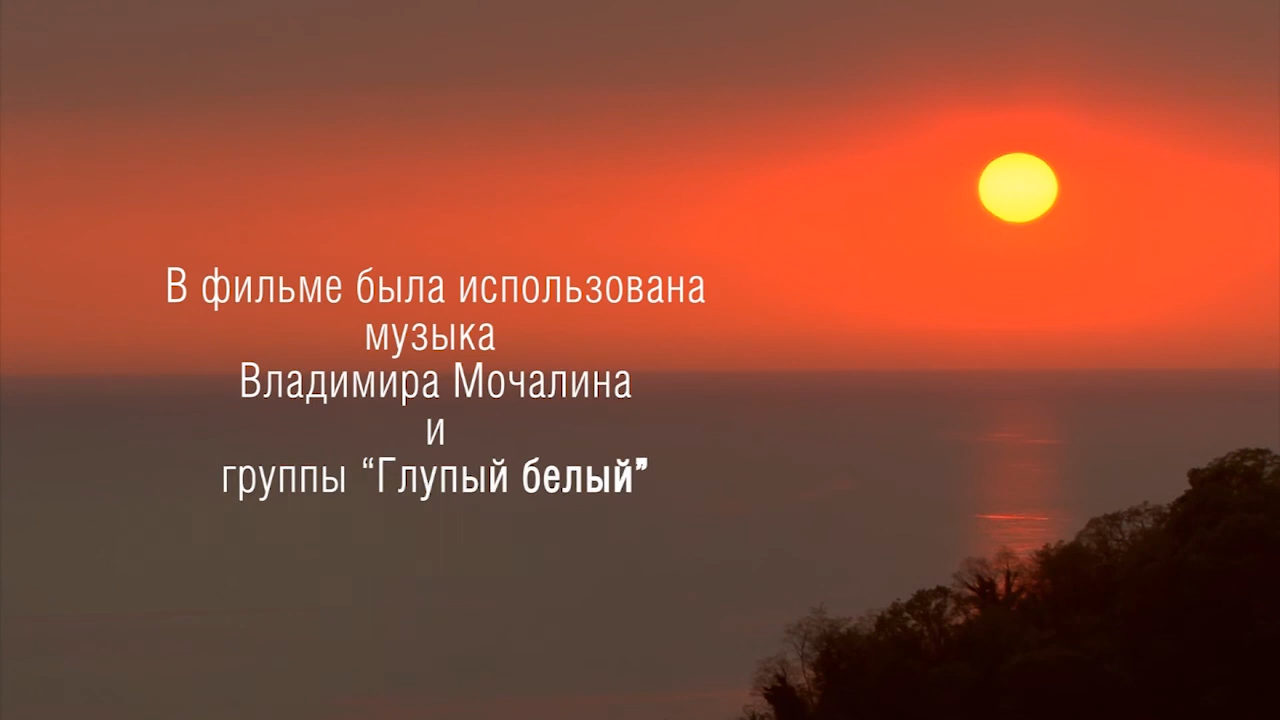 В фильме была использована
музыка
Владимира Мочалина
и
группы “Глупый белый”